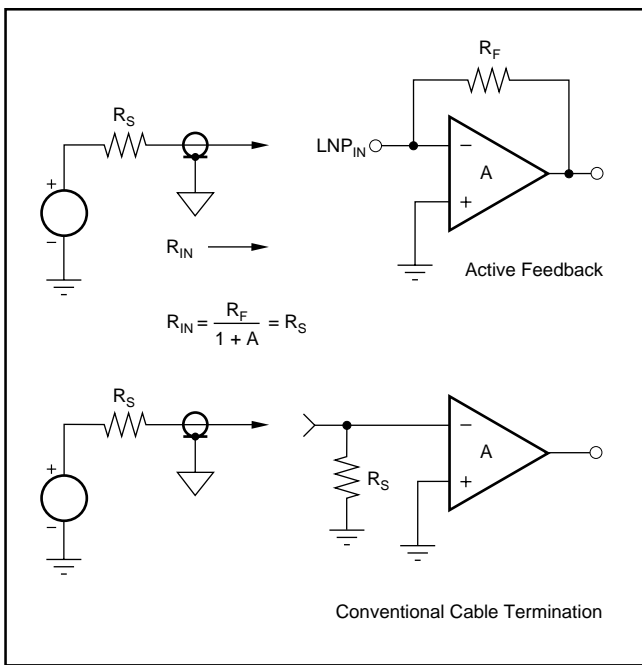 R_F
R_S
LNP_IN
−
A
+
+
−
R_IN
Active Feedback
R_IN = R_F / (1 + A) = R_S
R_S
−
A
+
R_S
+
−
Conventional Cable Termination